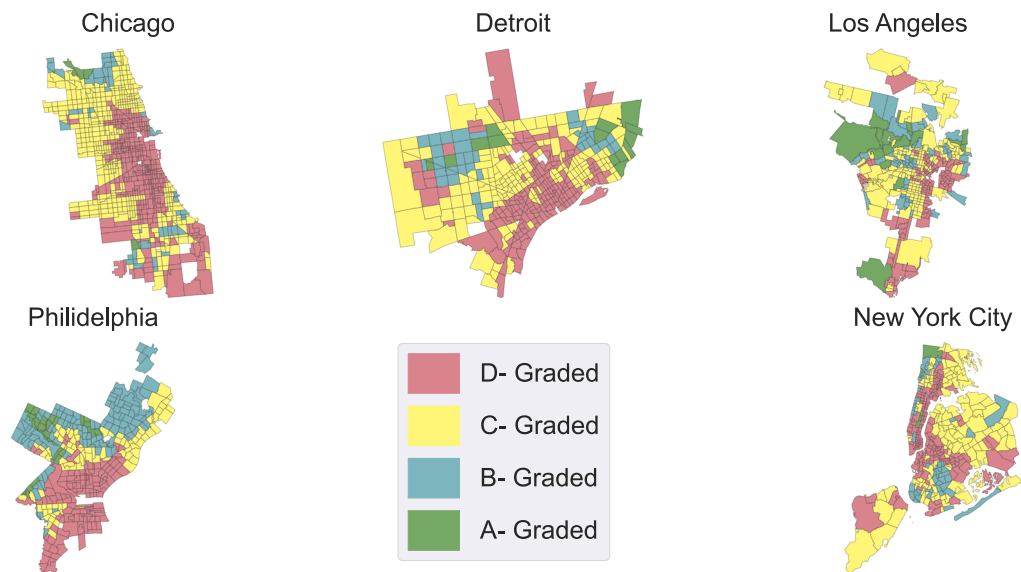 Chicago
Detroit
Los Angeles
Philidelphia
New York City
D- Graded
C- Graded
B- Graded
A- Graded